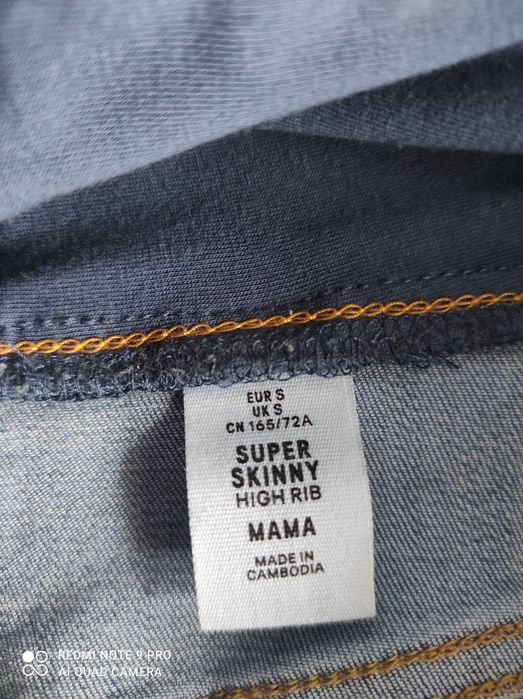 EUR S
UK S
CN 165/72A
SUPER
SKINNY
HIGH RIB
MAMA
MADE IN
CAMBODIA
REDMI NOTE 9 PRO
AI QUAD CAMERA